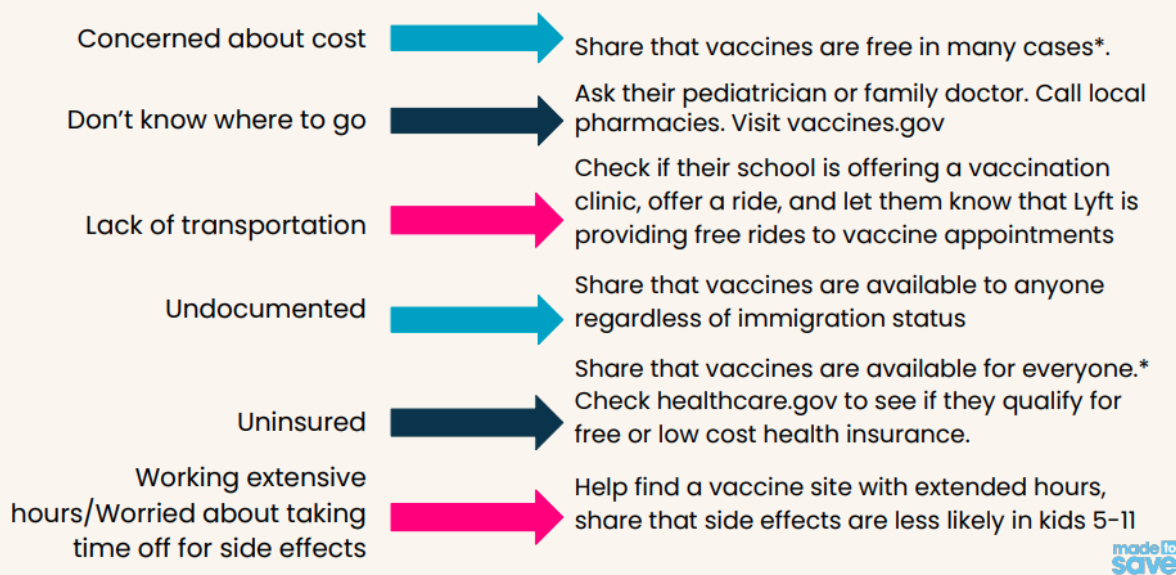 Concerned about cost
Share that vaccines are free in many cases*.
Don't know where to go
Ask their pediatrician or family doctor. Call local
pharmacies. Visit vaccines.gov
Lack of transportation
Check if their school is offering a vaccination
clinic, offer a ride, and let them know that Lyft is
providing free rides to vaccine appointments
Undocumented
Share that vaccines are available to anyone
regardless of immigration status
Uninsured
Share that vaccines are available for everyone.*
Check healthcare.gov to see if they qualify for
free or low cost health insurance.
Working extensive
hours/Worried about taking
time off for side effects
Help find a vaccine site with extended hours,
share that side effects are less likely in kids 5-11
made to
save